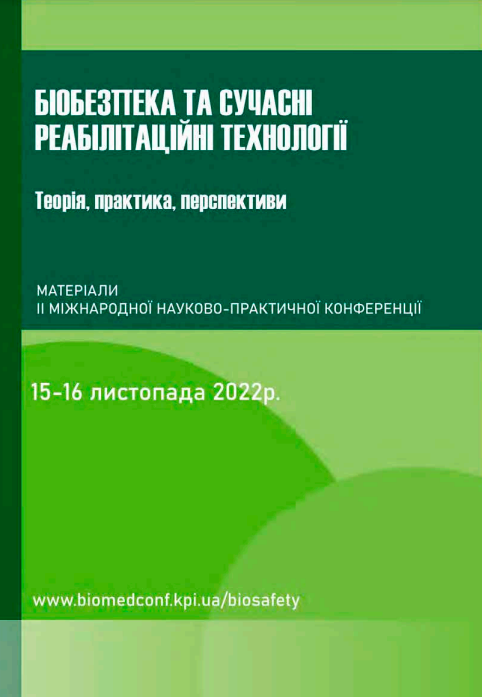 БІОБЕЗПЕКА ТА СУЧАСНІ
РЕАБІЛІТАЦІЙНІ ТЕХНОЛОГІЇ
Теорія, практика, перспективи
МАТЕРІАЛИ
ІІ МІЖНАРОДНОЇ НАУКОВО-ПРАКТИЧНОЇ КОНФЕРЕНЦІЇ
15-16 листопада 2022р.
www.biomedconf.kpi.ua/biosafety